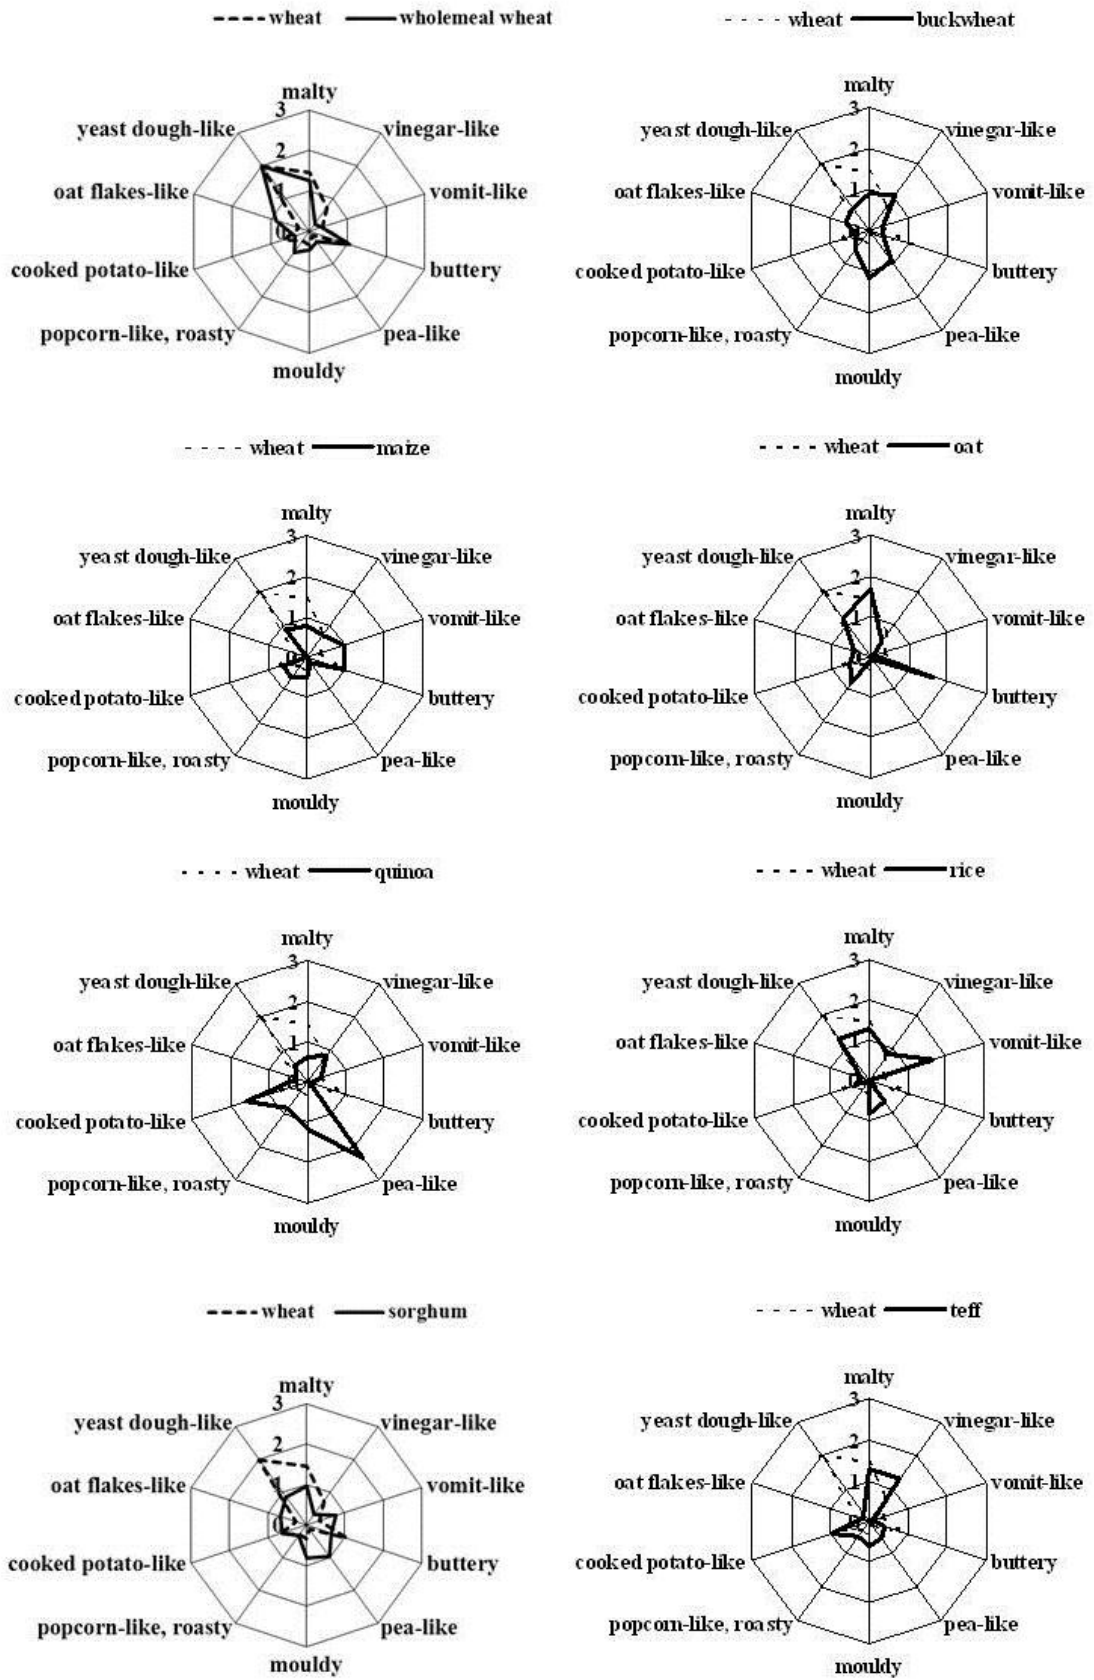 wheat wholemeal wheat
malty
3
yeast dough-like vinegar-like
2
oat flakes-like 1 vomit-like
0
cooked potato-like buttery
popcorn-like, roasty pea-like
mouldy
wheat buckwheat
malty
3
yeast dough-like vinegar-like
2
oat flakes-like 1 vomit-like
0
cooked potato-like buttery
popcorn-like, roasty pea-like
mouldy
wheat maize
malty
3
yeast dough-like vinegar-like
2
oat flakes-like 1 vomit-like
0
cooked potato-like buttery
popcorn-like, roasty pea-like
mouldy
wheat oat
malty
3
yeast dough-like vinegar-like
2
oat flakes-like 1 vomit-like
0
cooked potato-like buttery
popcorn-like, roasty pea-like
mouldy
wheat quinoa
malty
3
yeast dough-like vinegar-like
2
oat flakes-like 1 vomit-like
0
cooked potato-like buttery
popcorn-like, roasty pea-like
mouldy
wheat rice
malty
3
yeast dough-like vinegar-like
2
oat flakes-like 1 vomit-like
0
cooked potato-like buttery
popcorn-like, roasty pea-like
mouldy
wheat sorghum
malty
3
yeast dough-like vinegar-like
2
oat flakes-like 1 vomit-like
0
cooked potato-like buttery
popcorn-like, roasty pea-like
mouldy
wheat teff
malty
3
yeast dough-like vinegar-like
2
oat flakes-like 1 vomit-like
0
cooked potato-like buttery
popcorn-like, roasty pea-like
mouldy